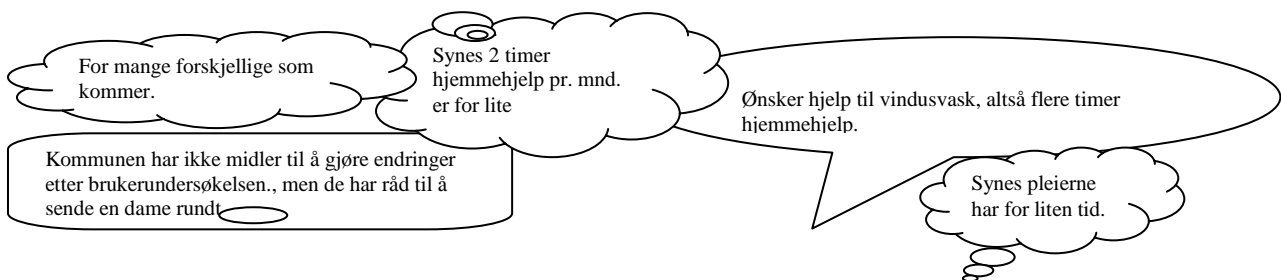 For mange forskjellige som
kommer.
Synes 2 timer
hjemmehjelp pr. mnd.
er for lite
Ønsker hjelp til vindusvask, altså flere timer
hjemmehjelp.
Kommunen har ikke midler til å gjøre endringer
etter brukerundersøkelsen., men de har råd til å
sende en dame rundt
Synes pleierne
har for liten tid.